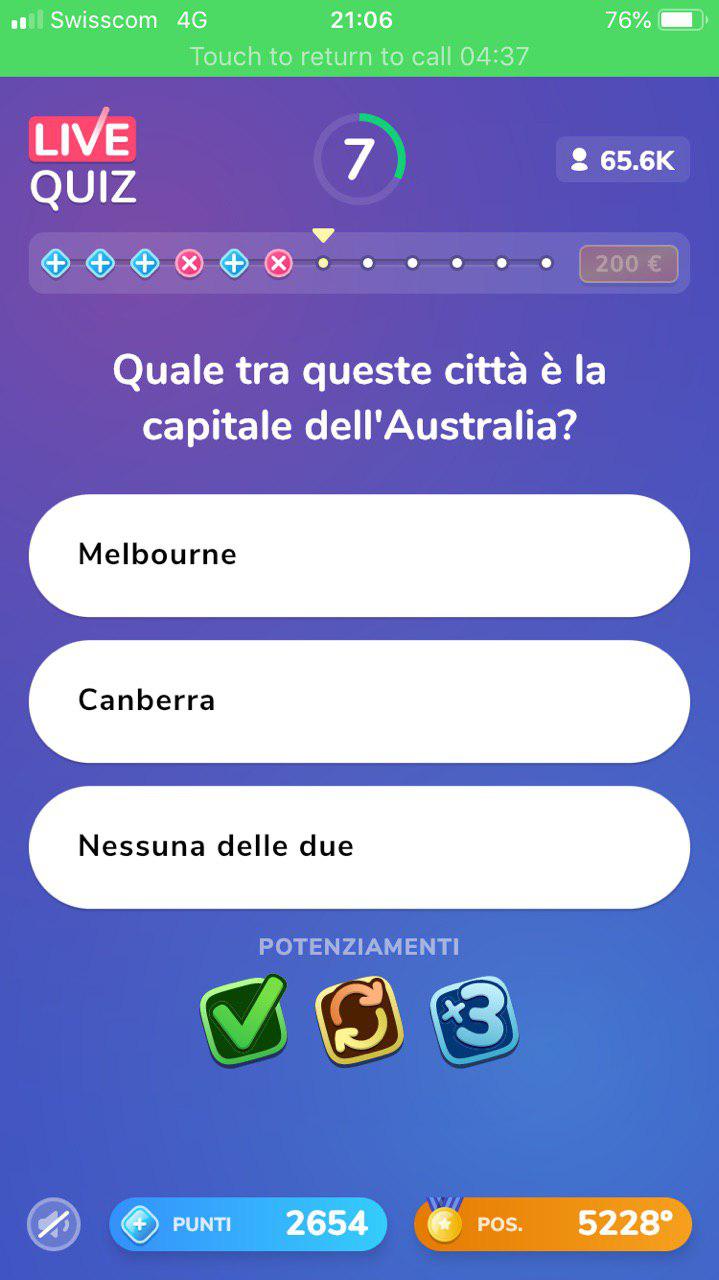 Swisscom 4G 21:06 76%
Touch to return to call 04:37
LIVE
QUIZ
7
65.6K
200 €
Quale tra queste città è la
capitale dell'Australia?
Melbourne
Canberra
Nessuna delle due
POTENZIAMENTI
×3
PUNTI 2654
POS. 5228°